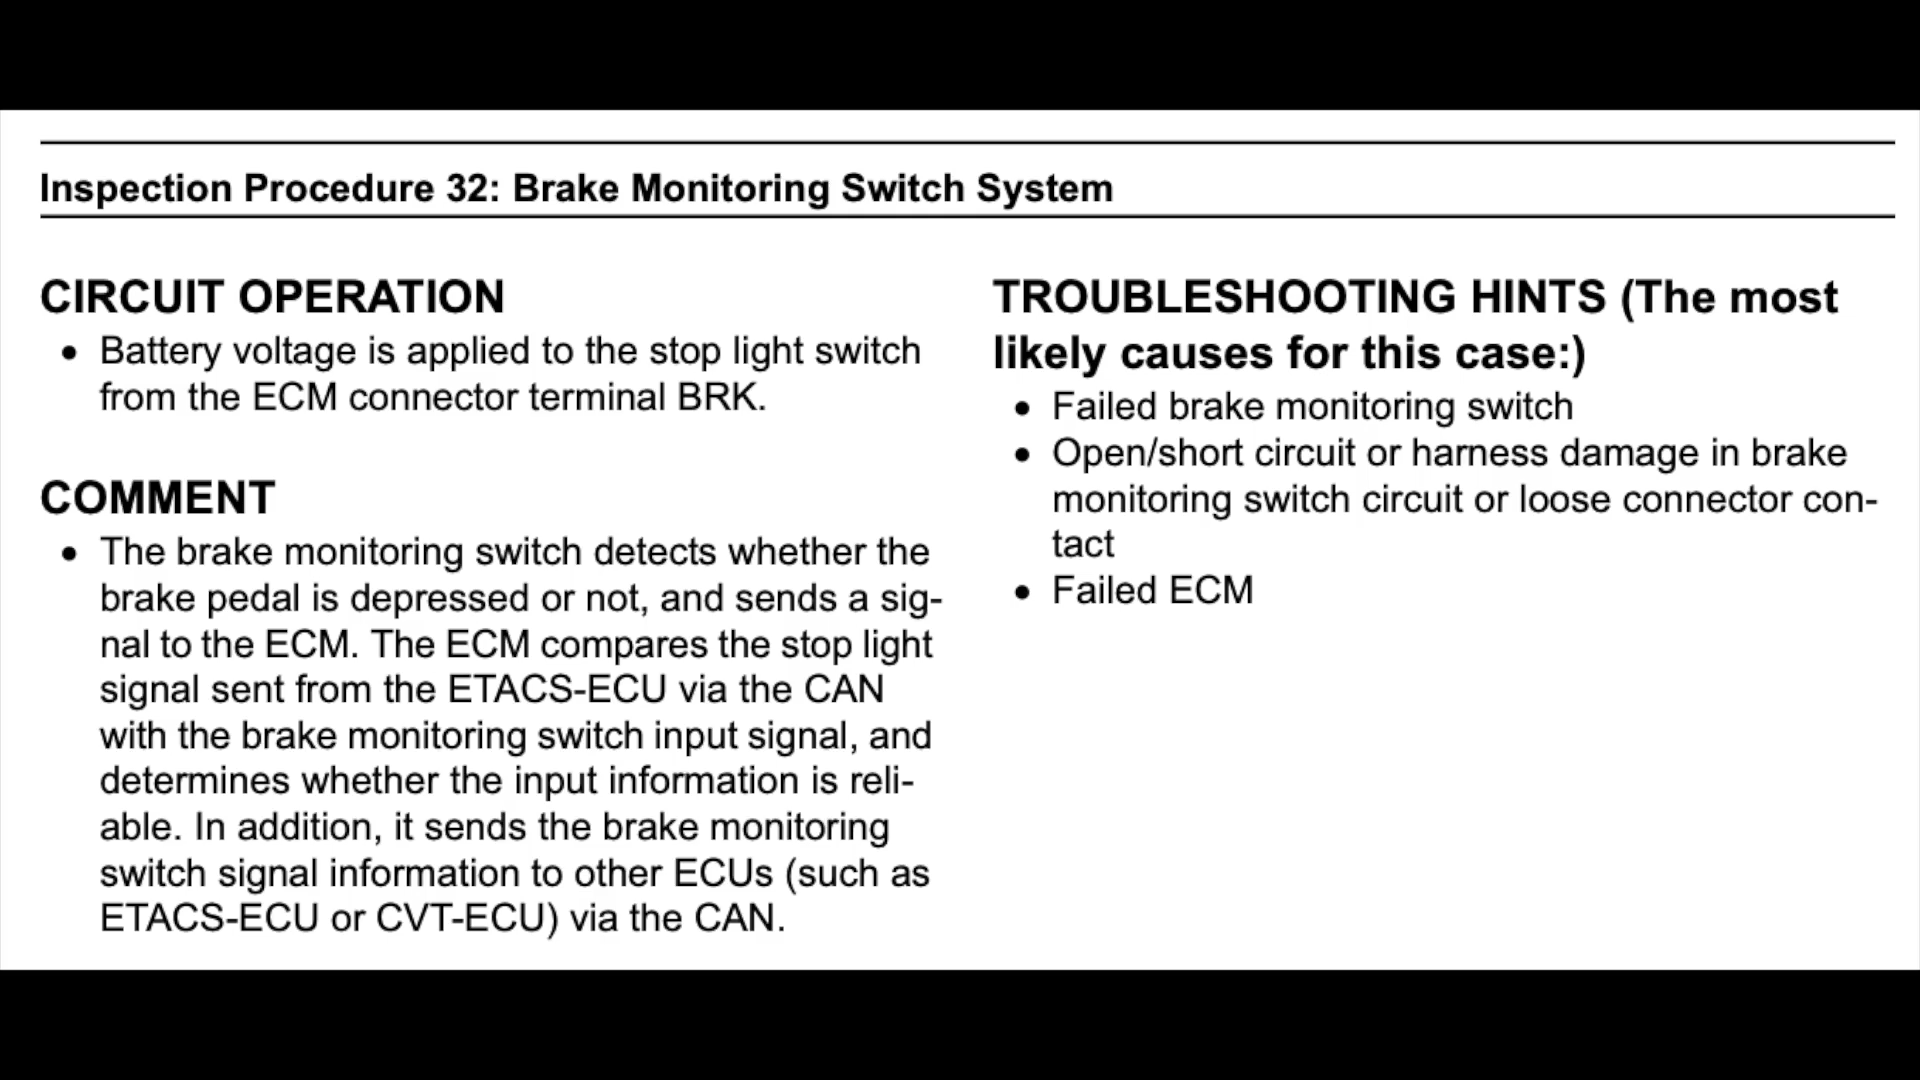 Inspection Procedure 32: Brake Monitoring Switch System
CIRCUIT OPERATION
• Battery voltage is applied to the stop light switch
from the ECM connector terminal BRK.
COMMENT
• The brake monitoring switch detects whether the
brake pedal is depressed or not, and sends a sig-
nal to the ECM. The ECM compares the stop light
signal sent from the ETACS-ECU via the CAN
with the brake monitoring switch input signal, and
determines whether the input information is reli-
able. In addition, it sends the brake monitoring
switch signal information to other ECUs (such as
ETACS-ECU or CVT-ECU) via the CAN.
TROUBLESHOOTING HINTS (The most
likely causes for this case:)
• Failed brake monitoring switch
• Open/short circuit or harness damage in brake
monitoring switch circuit or loose connector con-
tact
• Failed ECM